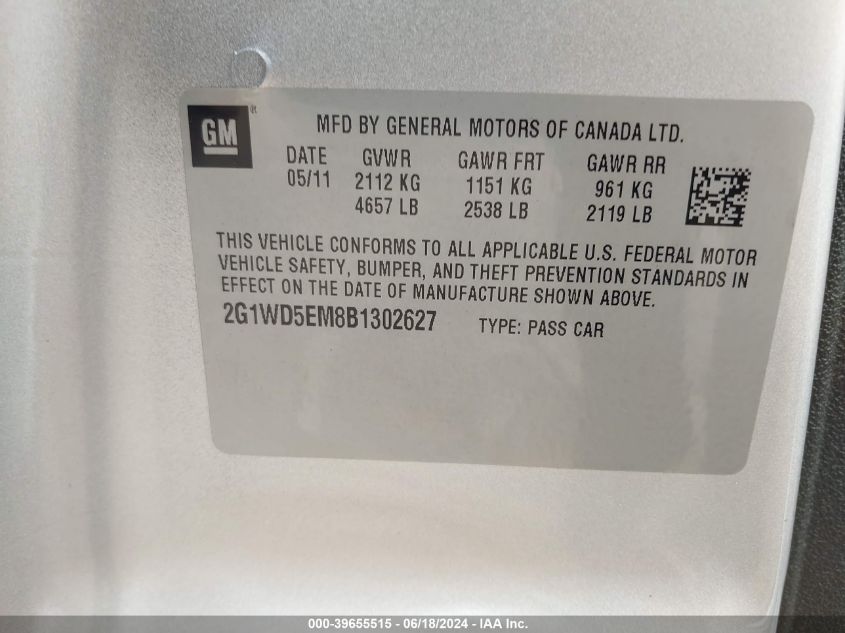 GM®
MFD BY GENERAL MOTORS OF CANADA LTD.
DATE GVWR GAWR FRT GAWR RR
05/11 2112 KG 1151 KG 961 KG
4657 LB 2538 LB 2119 LB
THIS VEHICLE CONFORMS TO ALL APPLICABLE U.S. FEDERAL MOTOR
VEHICLE SAFETY, BUMPER, AND THEFT PREVENTION STANDARDS IN
EFFECT ON THE DATE OF MANUFACTURE SHOWN ABOVE.
2G1WD5EM8B1302627 TYPE: PASS CAR
000-39655515 - 06/18/2024 - IAA Inc.